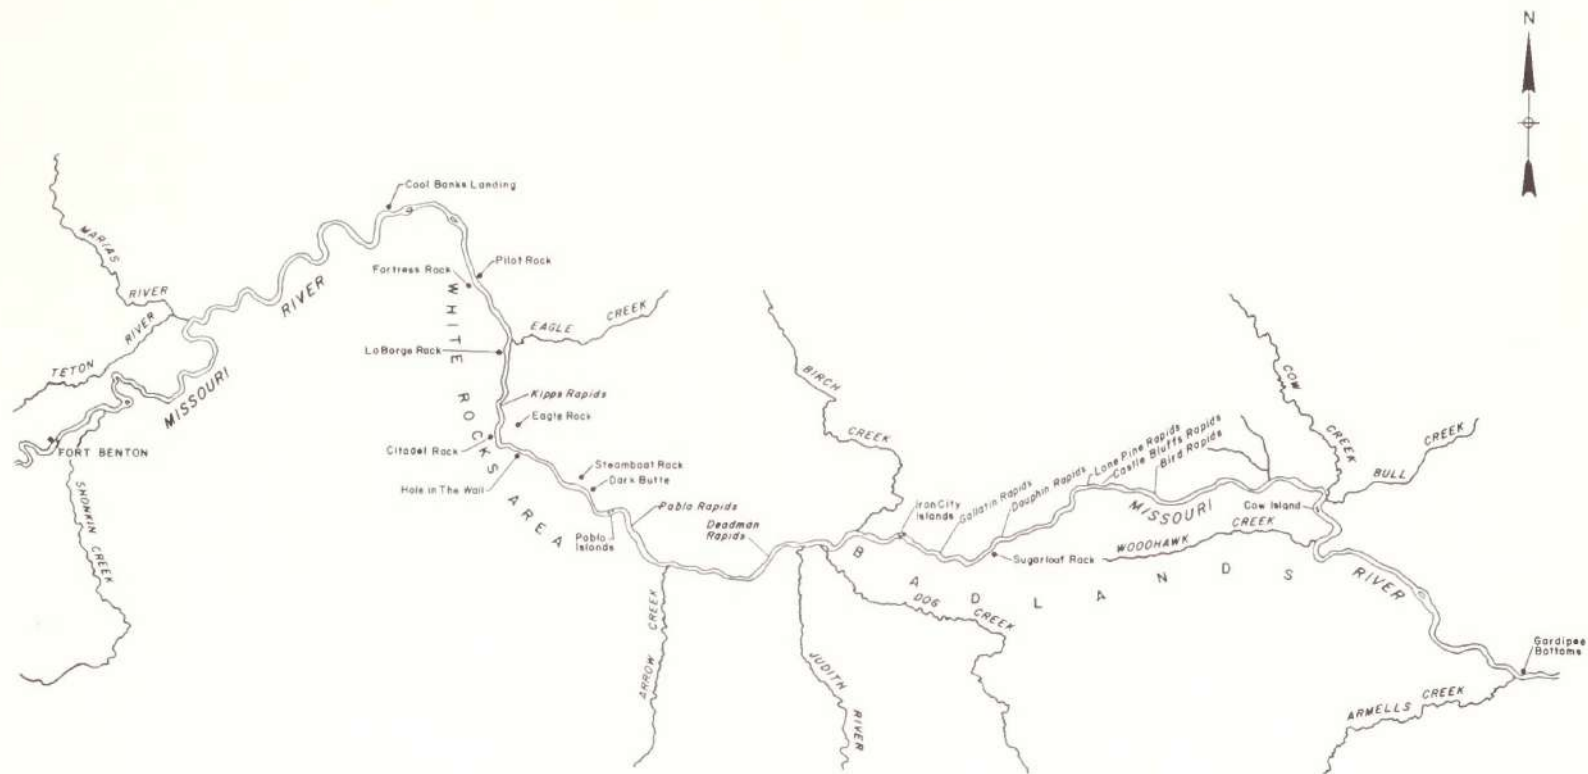 N
Coal Banks Landing
MARIAS
RIVER
Pilot Rock
Fortress Rock
RIVER
TETON
RIVER
MISSOURI
WHITE ROCKS AREA
EAGLE
CREEK
LaBarge Rock
Kipps Rapids
Eagle Rock
Citadel Rock
Hole in The Wall
Steamboat Rock
Dark Butte
Pablo Rapids
Pablo
Islands
Deadman
Rapids
FORT BENTON
SHONKIN CREEK
ARROW CREEK
JUDITH
RIVER
BIRCH
CREEK
Iron City
Islands
Gallatin Rapids
Dauphin Rapids
Lone Pine Rapids
Castle Bluffs Rapids
Bird Rapids
COW
CREEK
BULL
CREEK
MISSOURI
Cow Island
WOODHAWK
CREEK
Sugarloaf Rock
BADLANDS
DOG
CREEK
RIVER
Gardipee
Bottoms
ARMELLS
CREEK